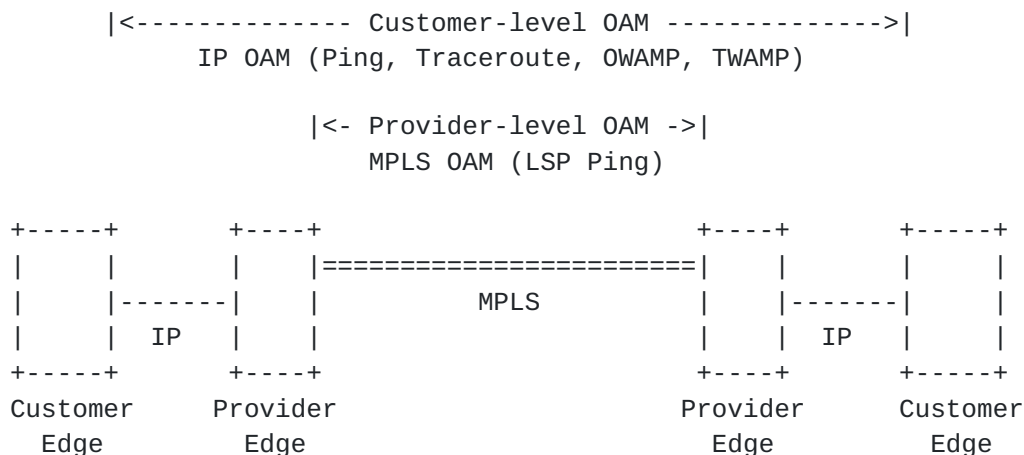 |<-------------- Customer-level OAM -------------->|
IP OAM (Ping, Traceroute, OWAMP, TWAMP)
|<- Provider-level OAM ->|
MPLS OAM (LSP Ping)
MPLS
IP IP
Customer Provider Provider Customer
Edge Edge Edge Edge